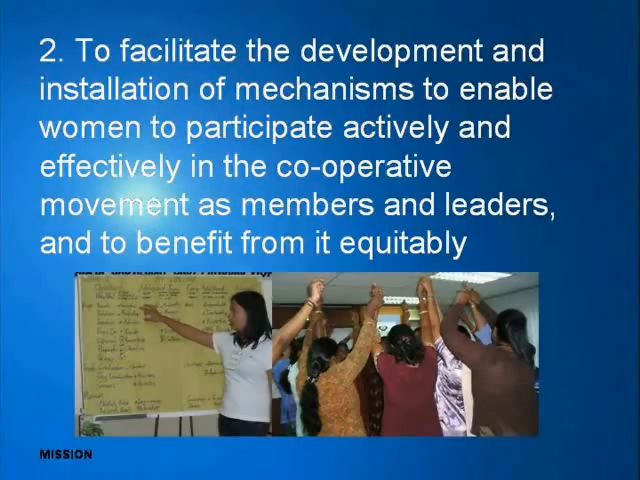 2. To facilitate the development and
installation of mechanisms to enable
women to participate actively and
effectively in the co-operative
movement as members and leaders,
and to benefit from it equitably
MISSION